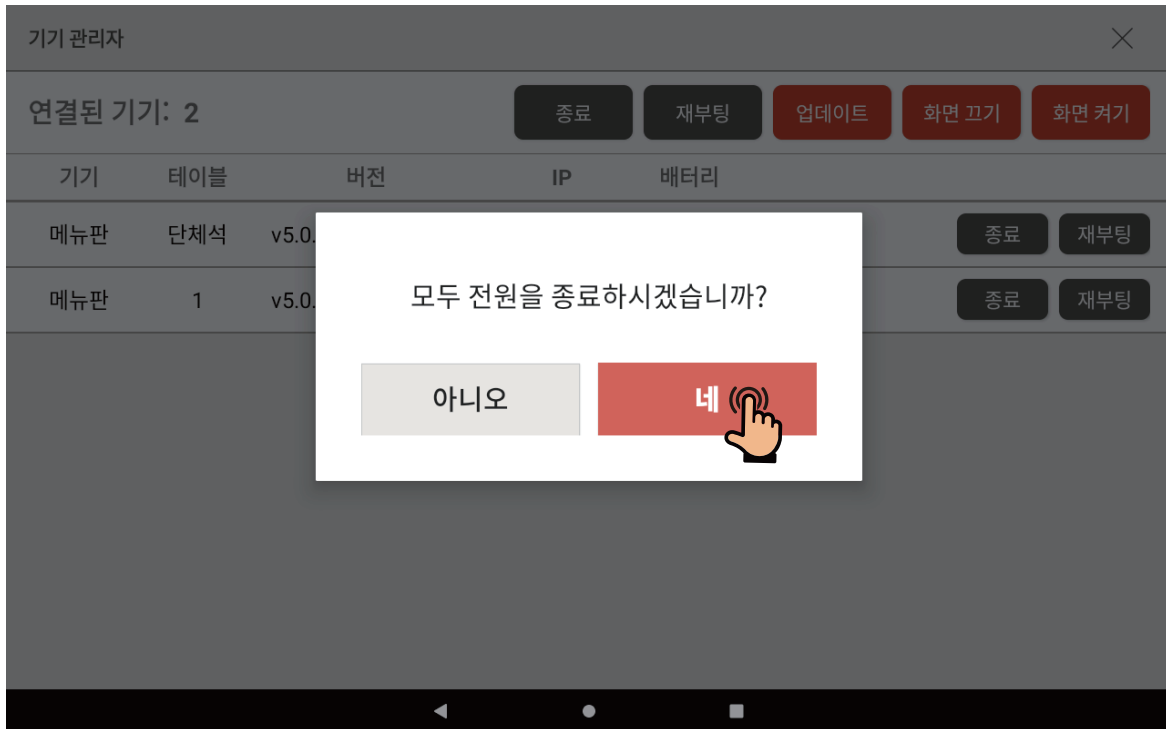 기기 관리자
연결된 기기: 2 종료 재부팅 업데이트 화면 끄기 화면 켜기
기기 테이블 버전 IP 배터리
메뉴판 단체석 v5.0. 종료 재부팅
메뉴판 1 v5.0. 종료 재부팅
모두 전원을 종료하시겠습니까?
아니오 네